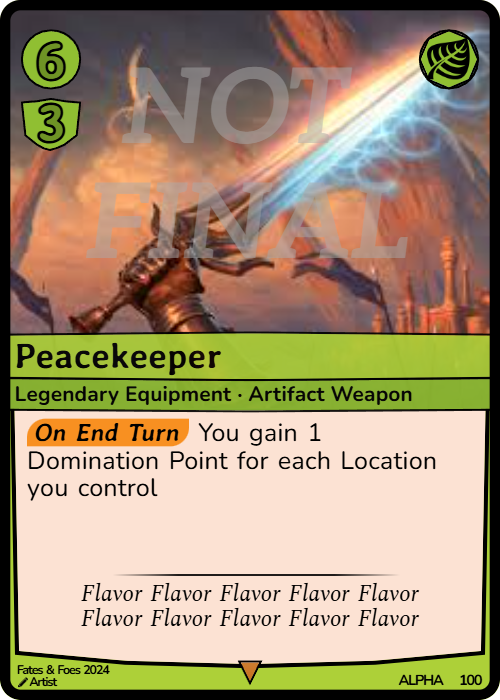 6
3
NOT
FINAL
Peacekeeper
Legendary Equipment · Artifact Weapon
On End Turn You gain 1
Domination Point for each Location
you control
Flavor Flavor Flavor Flavor Flavor
Flavor Flavor Flavor Flavor Flavor
Fates & Foes 2024
Artist
ALPHA 100